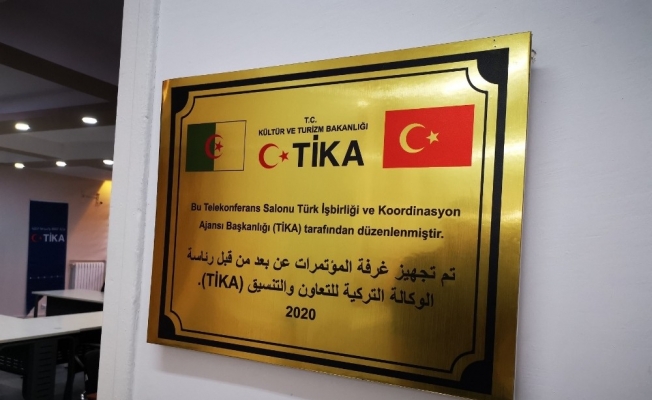 T.C.
KÜLTÜR VE TURİZM BAKANLIĞI
TİKA
Bu Telekonferans Salonu Türk İşbirliği ve Koordinasyon
Ajansı Başkanlığı (TİKA) tarafından düzenlenmiştir.
تم تجهيز غرفة المؤتمرات عن بعد من قبل رئاسة
الوكالة التركية للتعاون والتنسيق (TİKA).
2020
TİKA